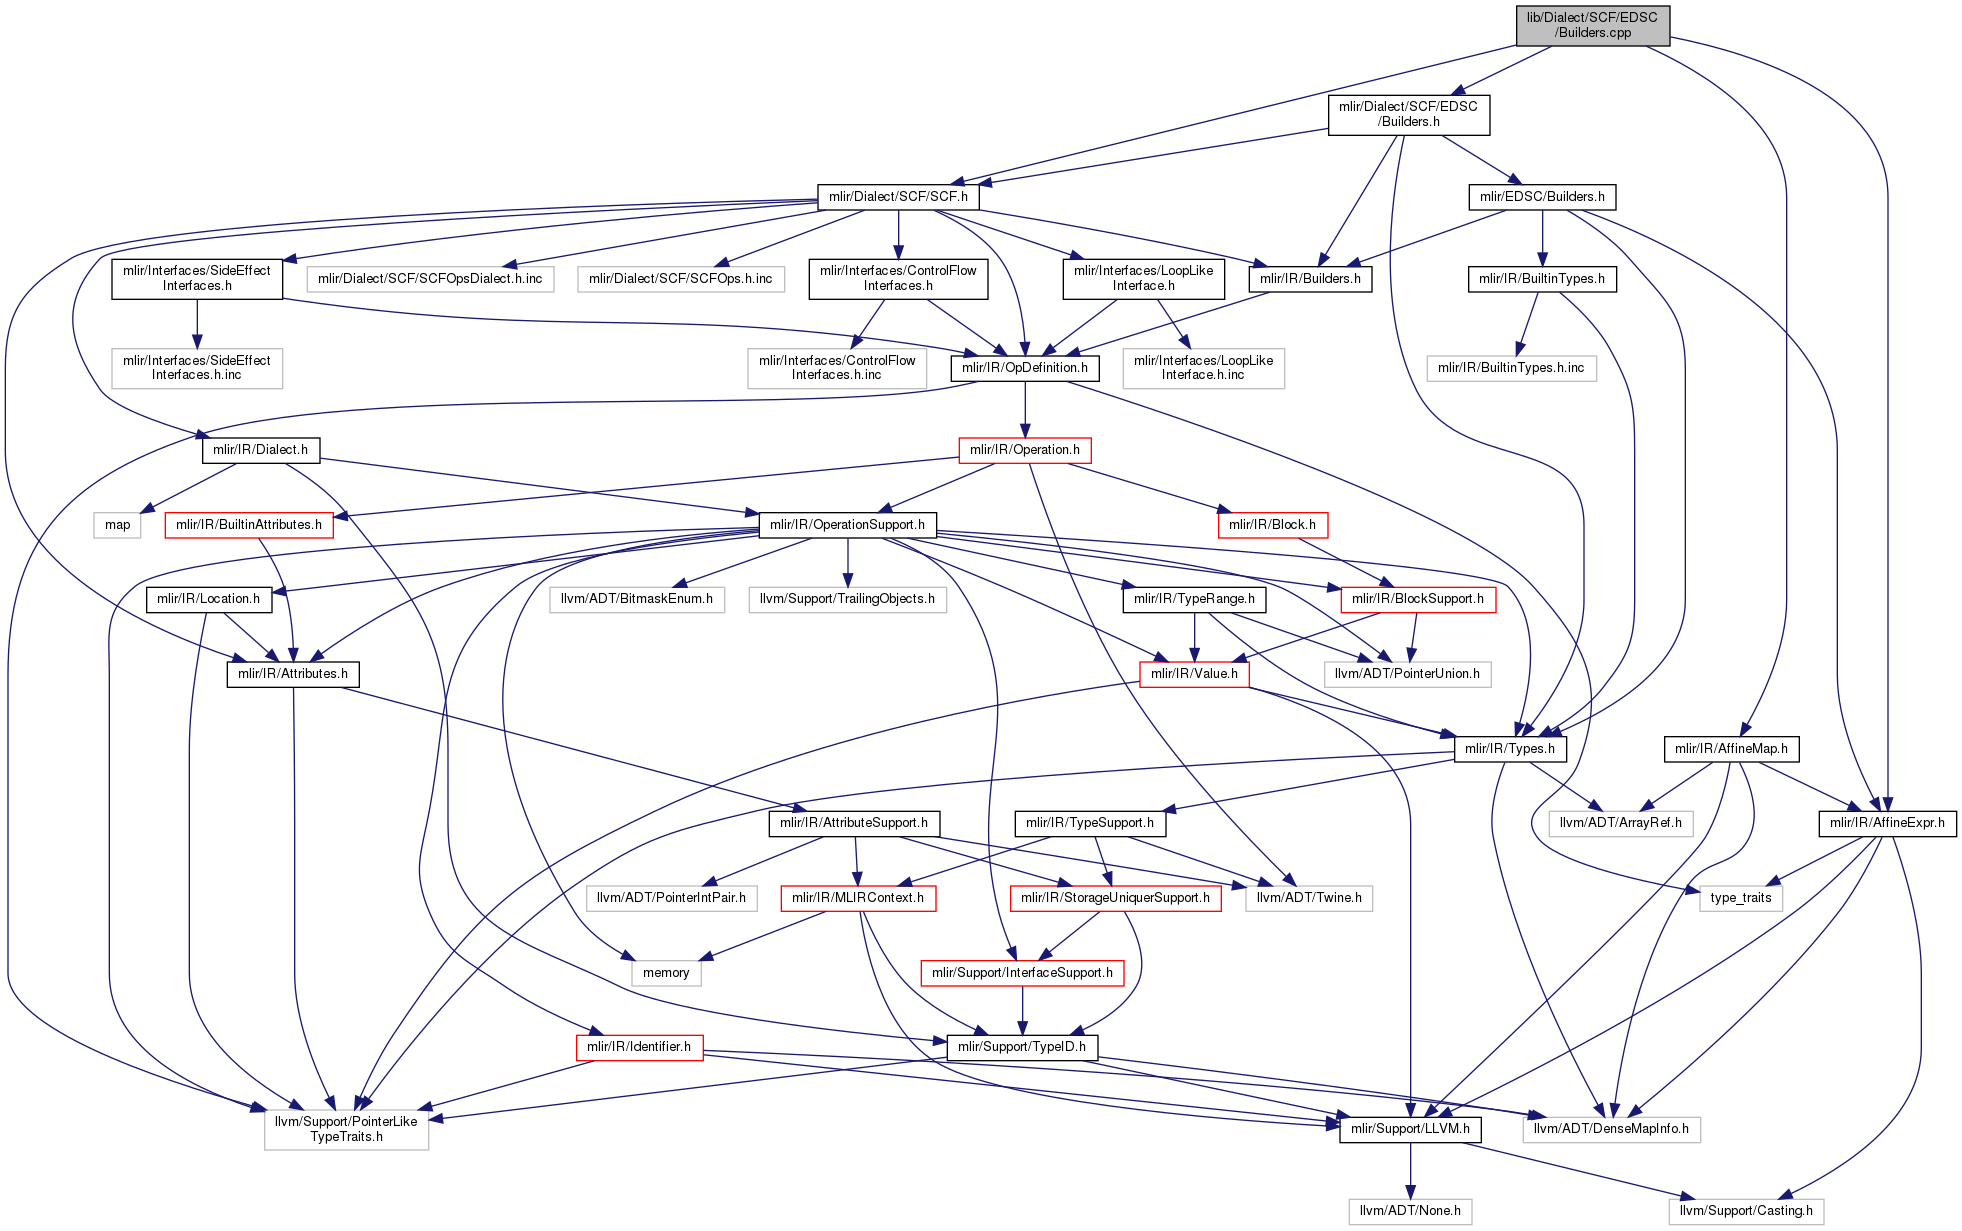 lib/Dialect/SCF/EDSC
/Builders.cpp
mlir/Dialect/SCF/EDSC
/Builders.h
mlir/Dialect/SCF/SCF.h
mlir/EDSC/Builders.h
mlir/Interfaces/SideEffect
Interfaces.h
mlir/Dialect/SCF/SCFOpsDialect.h.inc
mlir/Dialect/SCF/SCFOps.h.inc
mlir/Interfaces/ControlFlow
Interfaces.h
mlir/Interfaces/LoopLike
Interface.h
mlir/IR/Builders.h
mlir/IR/BuiltinTypes.h
mlir/Interfaces/SideEffect
Interfaces.h.inc
mlir/Interfaces/ControlFlow
Interfaces.h.inc
mlir/IR/OpDefinition.h
mlir/Interfaces/LoopLike
Interface.h.inc
mlir/IR/BuiltinTypes.h.inc
mlir/IR/Dialect.h
mlir/IR/Operation.h
map
mlir/IR/BuiltinAttributes.h
mlir/IR/OperationSupport.h
mlir/IR/Block.h
mlir/IR/Location.h
llvm/ADT/BitmaskEnum.h
llvm/Support/TrailingObjects.h
mlir/IR/TypeRange.h
mlir/IR/BlockSupport.h
mlir/IR/Attributes.h
mlir/IR/Value.h
llvm/ADT/PointerUnion.h
mlir/IR/Types.h
mlir/IR/AffineMap.h
mlir/IR/AttributeSupport.h
mlir/IR/TypeSupport.h
llvm/ADT/ArrayRef.h
mlir/IR/AffineExpr.h
llvm/ADT/PointerIntPair.h
mlir/IR/MLIRContext.h
mlir/IR/StorageUniquerSupport.h
llvm/ADT/Twine.h
type_traits
memory
mlir/Support/InterfaceSupport.h
mlir/IR/Identifier.h
mlir/Support/TypeID.h
llvm/Support/PointerLike
TypeTraits.h
mlir/Support/LLVM.h
llvm/ADT/DenseMapInfo.h
llvm/ADT/None.h
llvm/Support/Casting.h